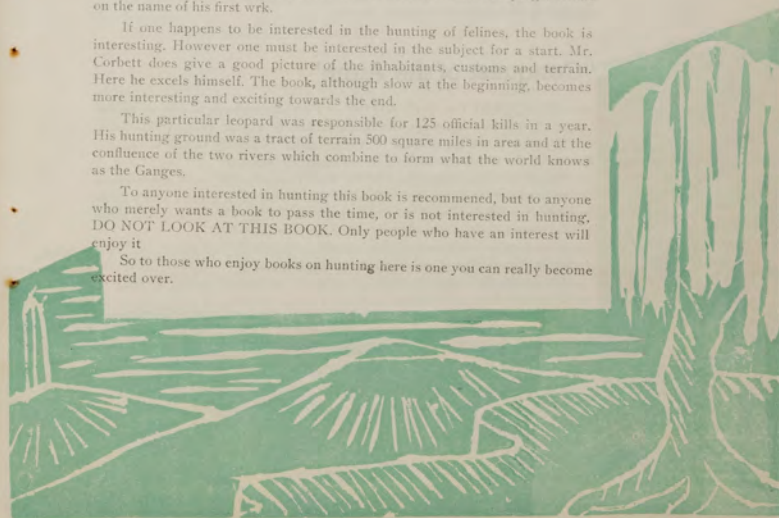 on the name of his first wrk.
If one happens to be interested in the hunting of felines, the book is
interesting. However one must be interested in the subject for a start. Mr.
Corbett does give a good picture of the inhabitants, customs and terrain.
Here he excels himself. The book, although slow at the beginning, becomes
more interesting and exciting towards the end.
This particular leopard was responsible for 125 official kills in a year.
His hunting ground was a tract of terrain 500 square miles in area and at the
confluence of the two rivers which combine to form what the world knows
as the Ganges.
To anyone interested in hunting this book is recommened, but to anyone
who merely wants a book to pass the time, or is not interested in hunting,
DO NOT LOOK AT THIS BOOK. Only people who have an interest will
enjoy it
So to those who enjoy books on hunting here is one you can really become
excited over.